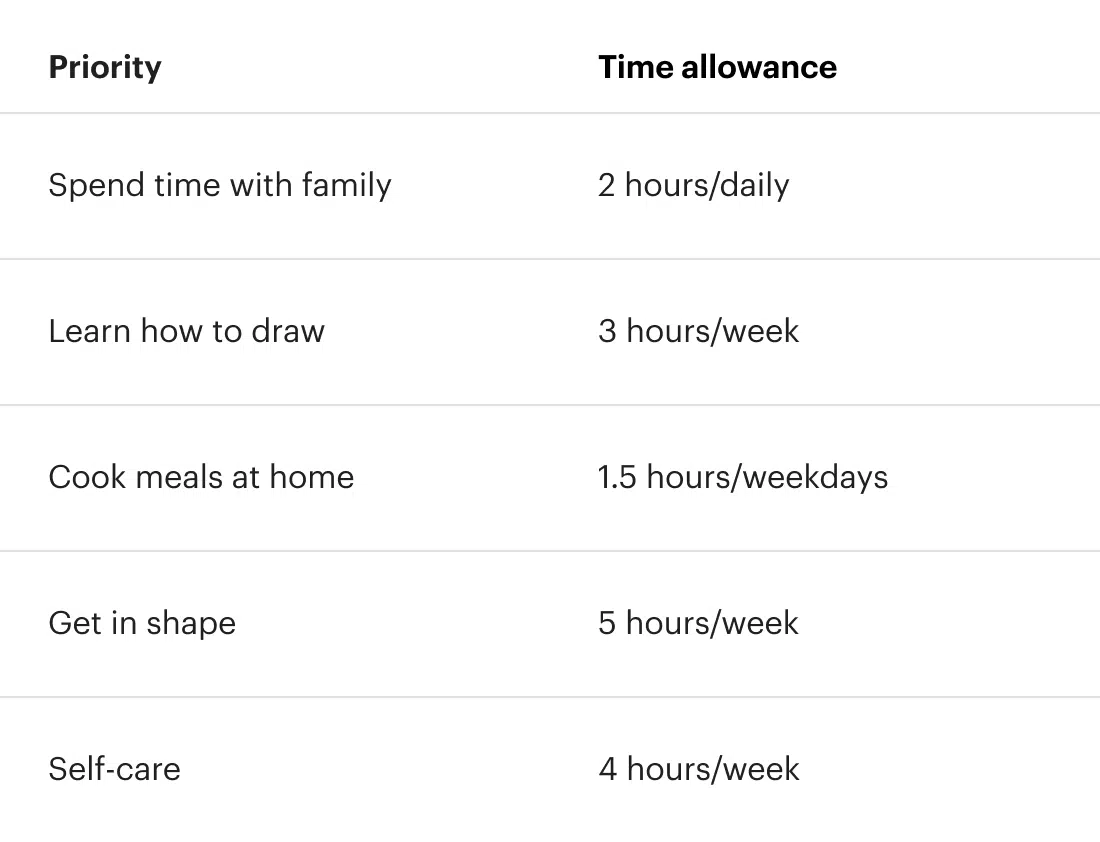 Priority Time allowance
Spend time with family 2 hours/daily
Learn how to draw 3 hours/week
Cook meals at home 1.5 hours/weekdays
Get in shape 5 hours/week
Self-care 4 hours/week